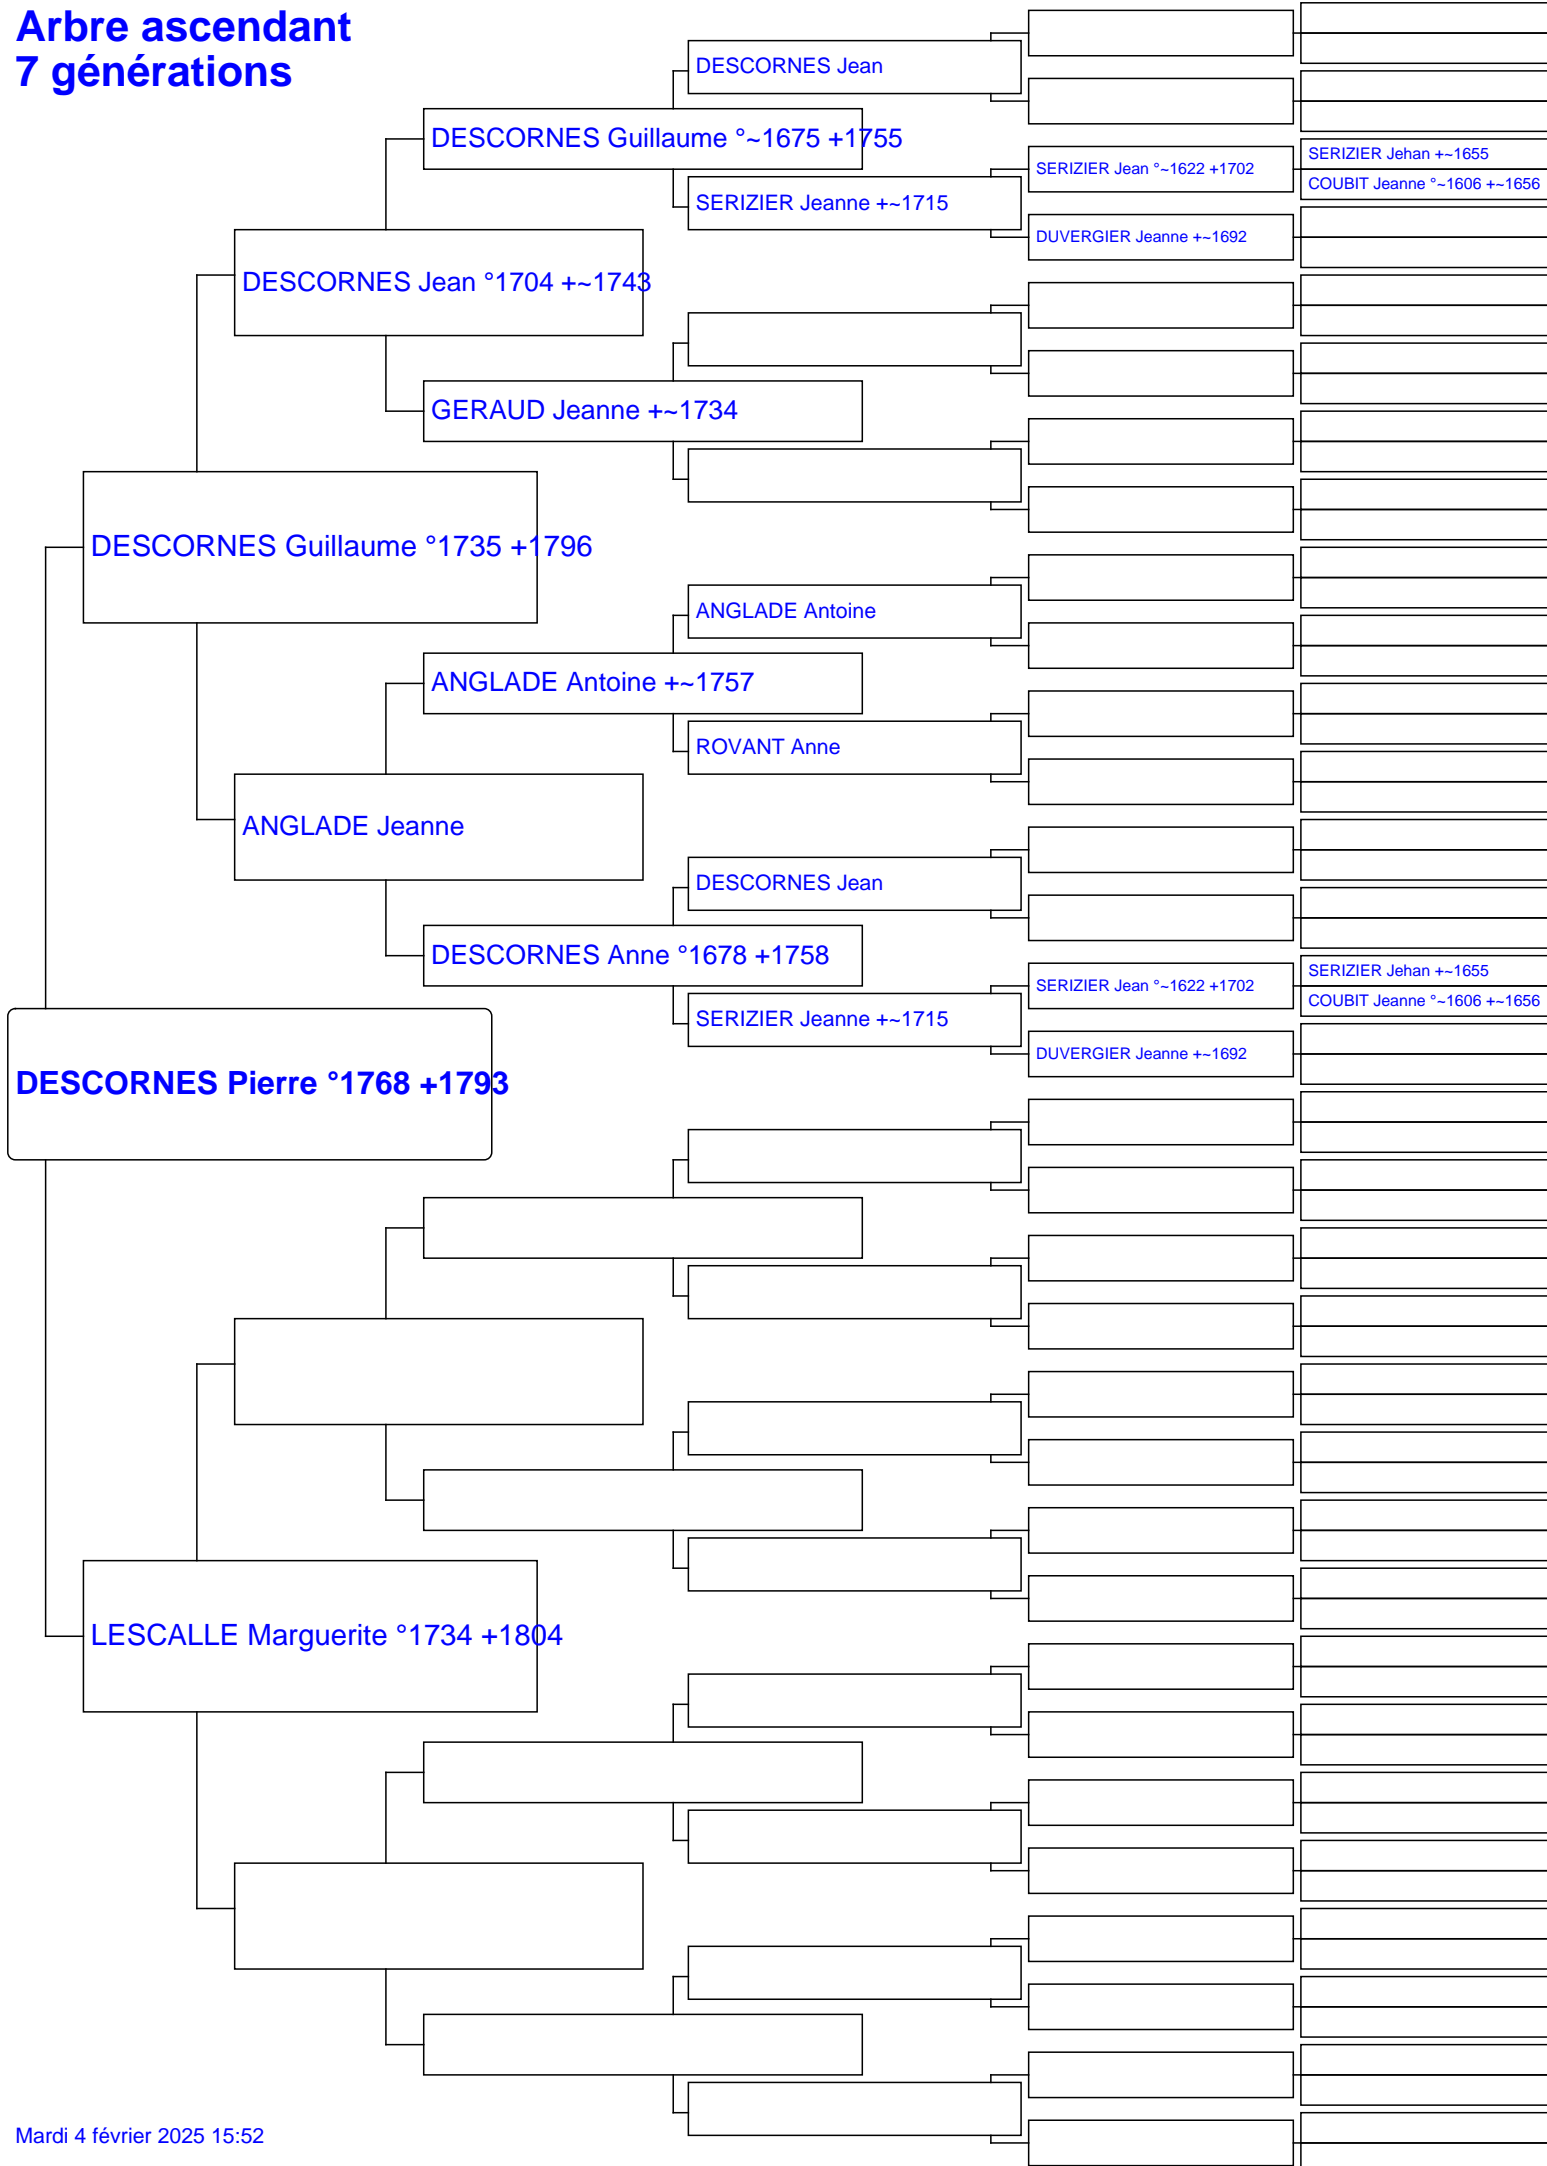 Arbre ascendant
7 générations
DESCORNES Jean
DESCORNES Guillaume °~1675 +1755
SERIZIER Jean °~1622 +1702
SERIZIER Jehan +~1655
COUBIT Jeanne °~1606 +~1656
SERIZIER Jeanne +~1715
DUVERGIER Jeanne +~1692
DESCORNES Jean °1704 +~1743
GERAUD Jeanne +~1734
DESCORNES Guillaume °1735 +1796
ANGLADE Antoine
ANGLADE Antoine +~1757
ROVANT Anne
ANGLADE Jeanne
DESCORNES Jean
DESCORNES Anne °1678 +1758
SERIZIER Jean °~1622 +1702
SERIZIER Jehan +~1655
COUBIT Jeanne °~1606 +~1656
SERIZIER Jeanne +~1715
DUVERGIER Jeanne +~1692
DESCORNES Pierre °1768 +1793
LESCALLE Marguerite °1734 +1804
Mardi 4 février 2025 15:52